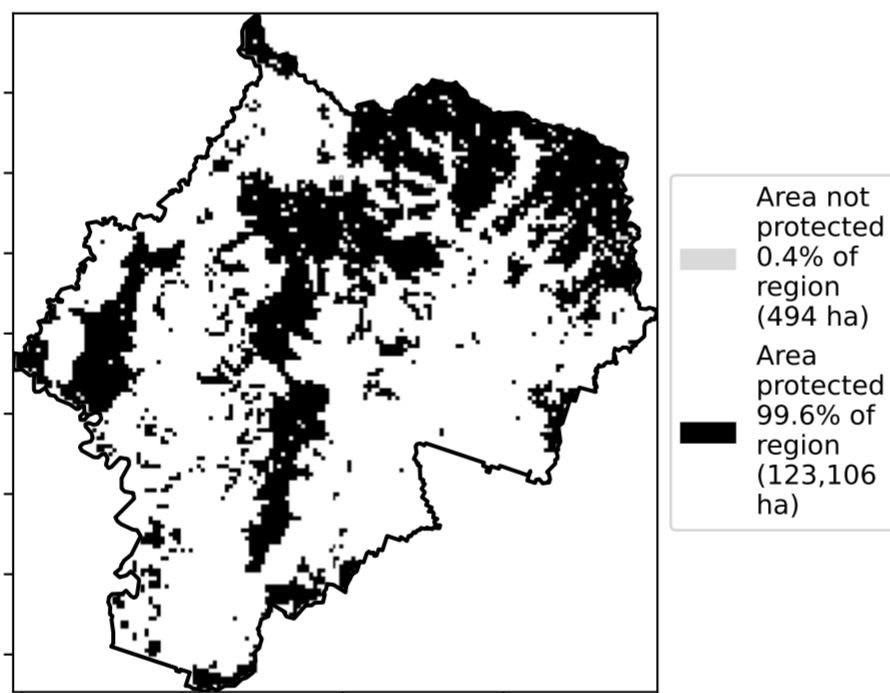 Area not
protected
0.4% of
region
(494 ha)
Area
protected
99.6% of
region
(123,106
ha)